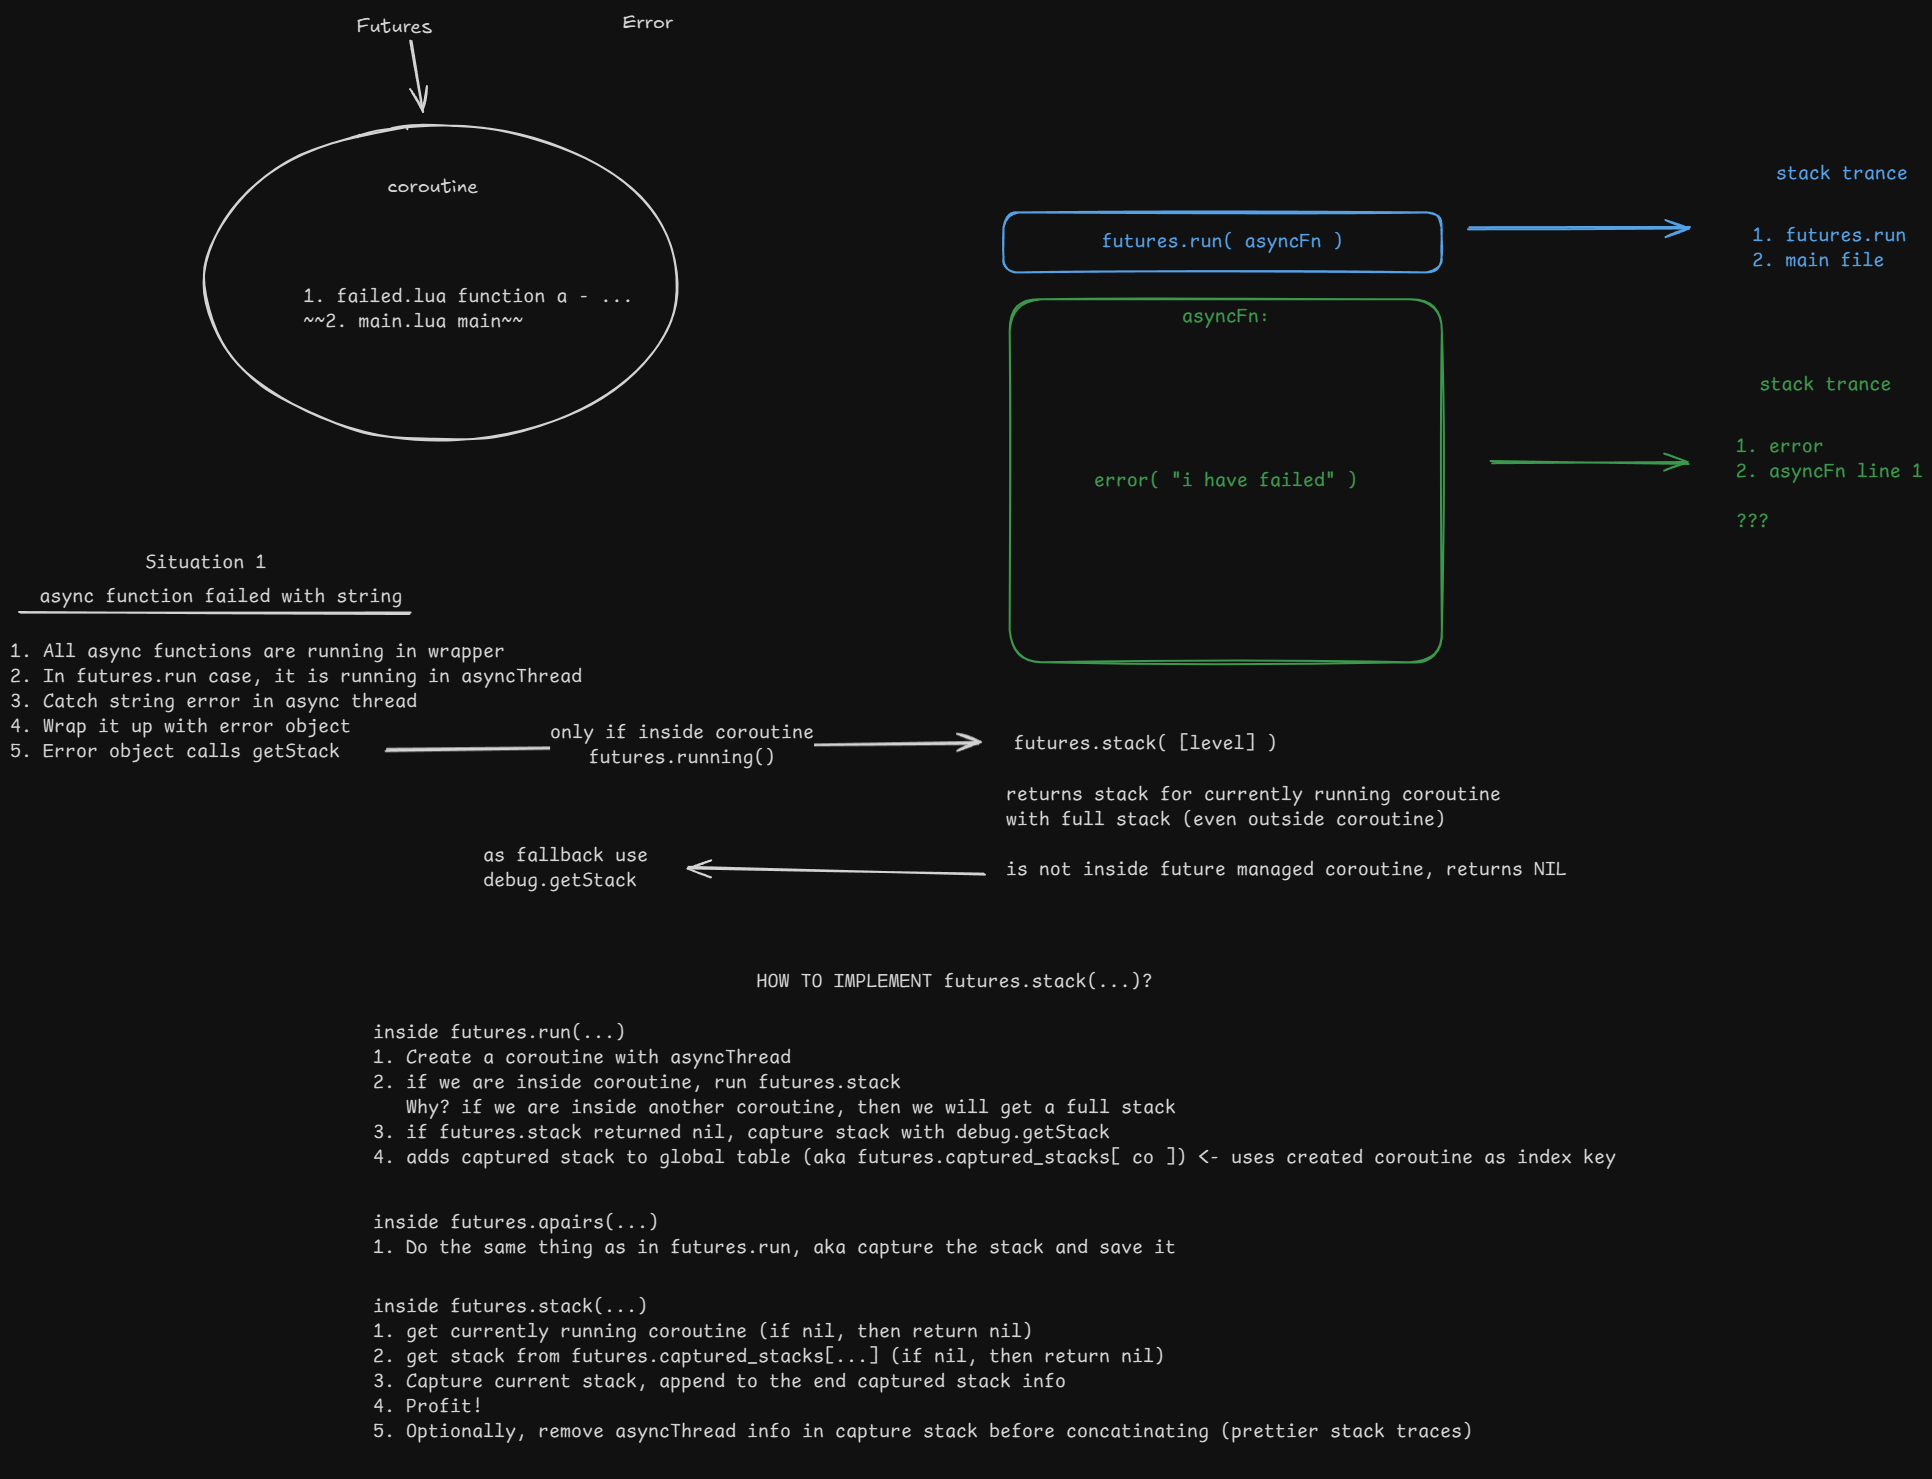 Futures
Error
coroutine
1. failed.lua function a - ...
~~2. main.lua main~~
futures.run( asyncFn )
stack trance
1. futures.run
2. main file
asyncFn:
error( "i have failed" )
stack trance
1. error
2. asyncFn line 1
???
Situation 1
async function failed with string
1. All async functions are running in wrapper
2. In futures.run case, it is running in asyncThread
3. Catch string error in async thread
4. Wrap it up with error object
5. Error object calls getStack
only if inside coroutine
futures.running()
futures.stack( [level] )
returns stack for currently running coroutine
with full stack (even outside coroutine)
is not inside future managed coroutine, returns NIL
as fallback use
debug.getStack
HOW TO IMPLEMENT futures.stack(...)?
inside futures.run(...)
1. Create a coroutine with asyncThread
2. if we are inside coroutine, run futures.stack
Why? if we are inside another coroutine, then we will get a full stack
3. if futures.stack returned nil, capture stack with debug.getStack
4. adds captured stack to global table (aka futures.captured_stacks[ co ]) <- uses created coroutine as index key
inside futures.apairs(...)
1. Do the same thing as in futures.run, aka capture the stack and save it
inside futures.stack(...)
1. get currently running coroutine (if nil, then return nil)
2. get stack from futures.captured_stacks[...] (if nil, then return nil)
3. Capture current stack, append to the end captured stack info
4. Profit!
5. Optionally, remove asyncThread info in capture stack before concatinating (prettier stack traces)